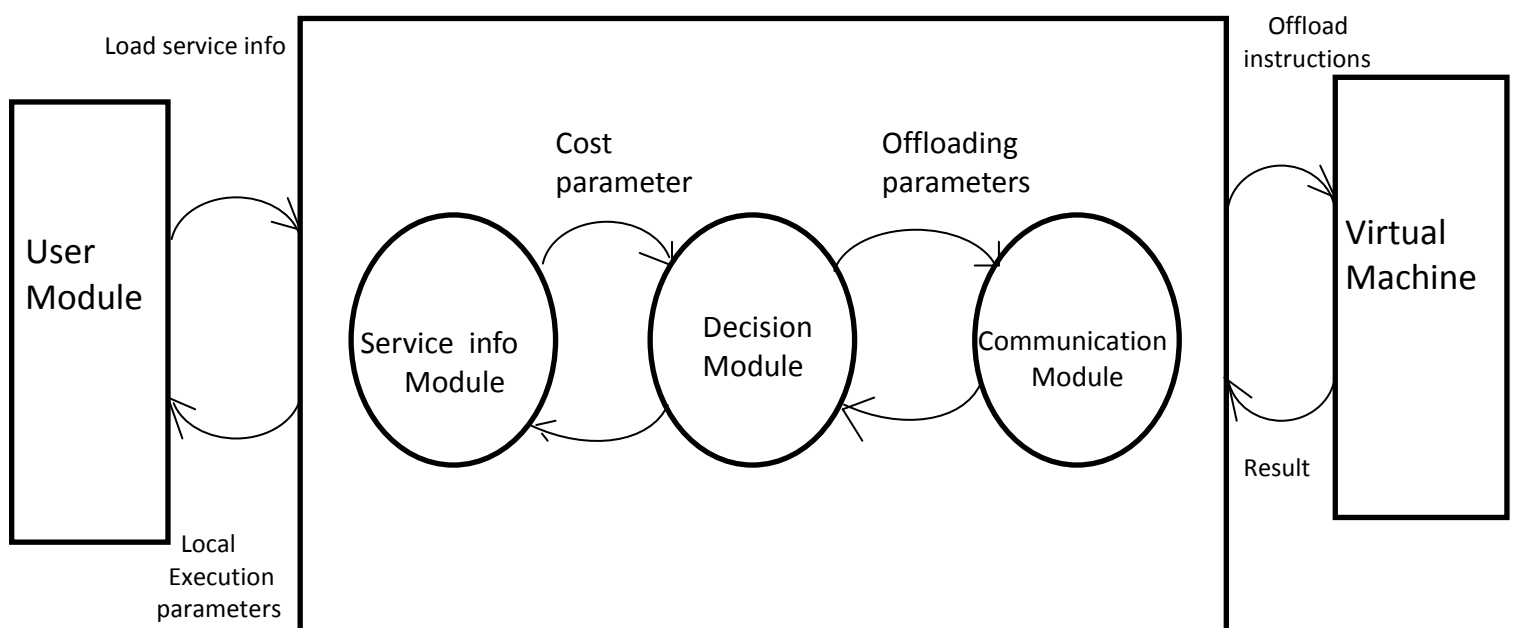 Load service info
Offload
instructions
User
Module
Cost
parameter
Offloading
parameters
Service info
Module
Decision
Module
Communication
Module
Virtual
Machine
Local
Execution
parameters
Result